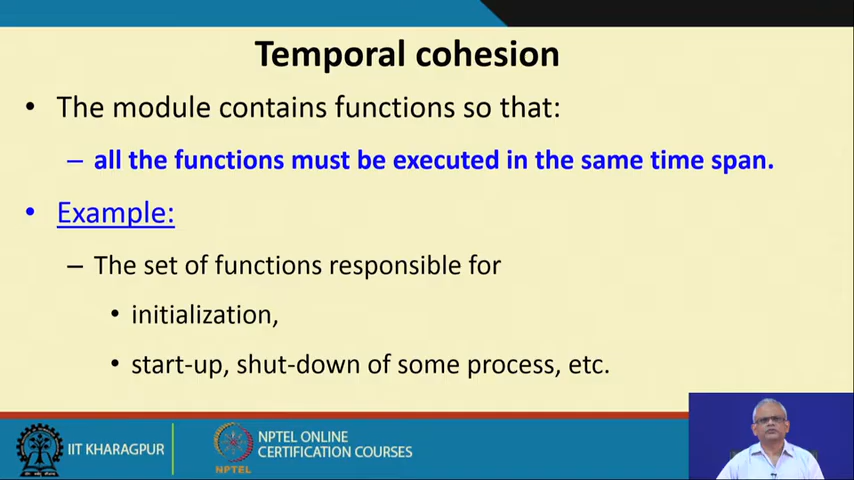 Temporal cohesion
• The module contains functions so that:
– all the functions must be executed in the same time span.
• Example:
– The set of functions responsible for
• initialization,
• start-up, shut-down of some process, etc.
IIT KHARAGPUR
NPTEL
NPTEL ONLINE
CERTIFICATION COURSES